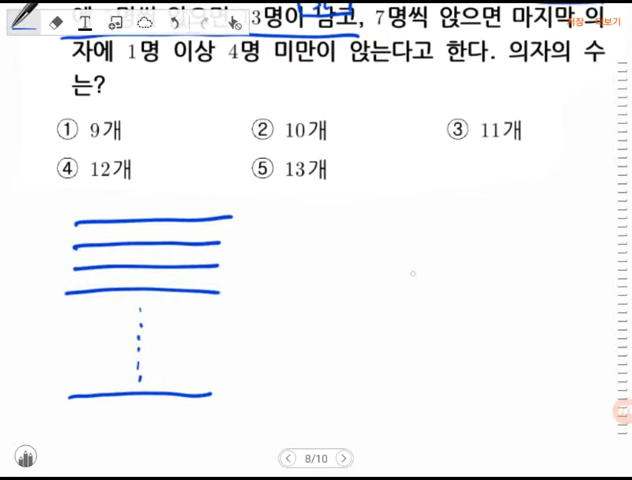 3명이 남고, 7명씩 앉으면 마지막 의
자에 1명 이상 4명 미만이 앉는다고 한다. 의자의 수
는?
① 9개 ② 10개 ③ 11개
④ 12개 ⑤ 13개
8/10